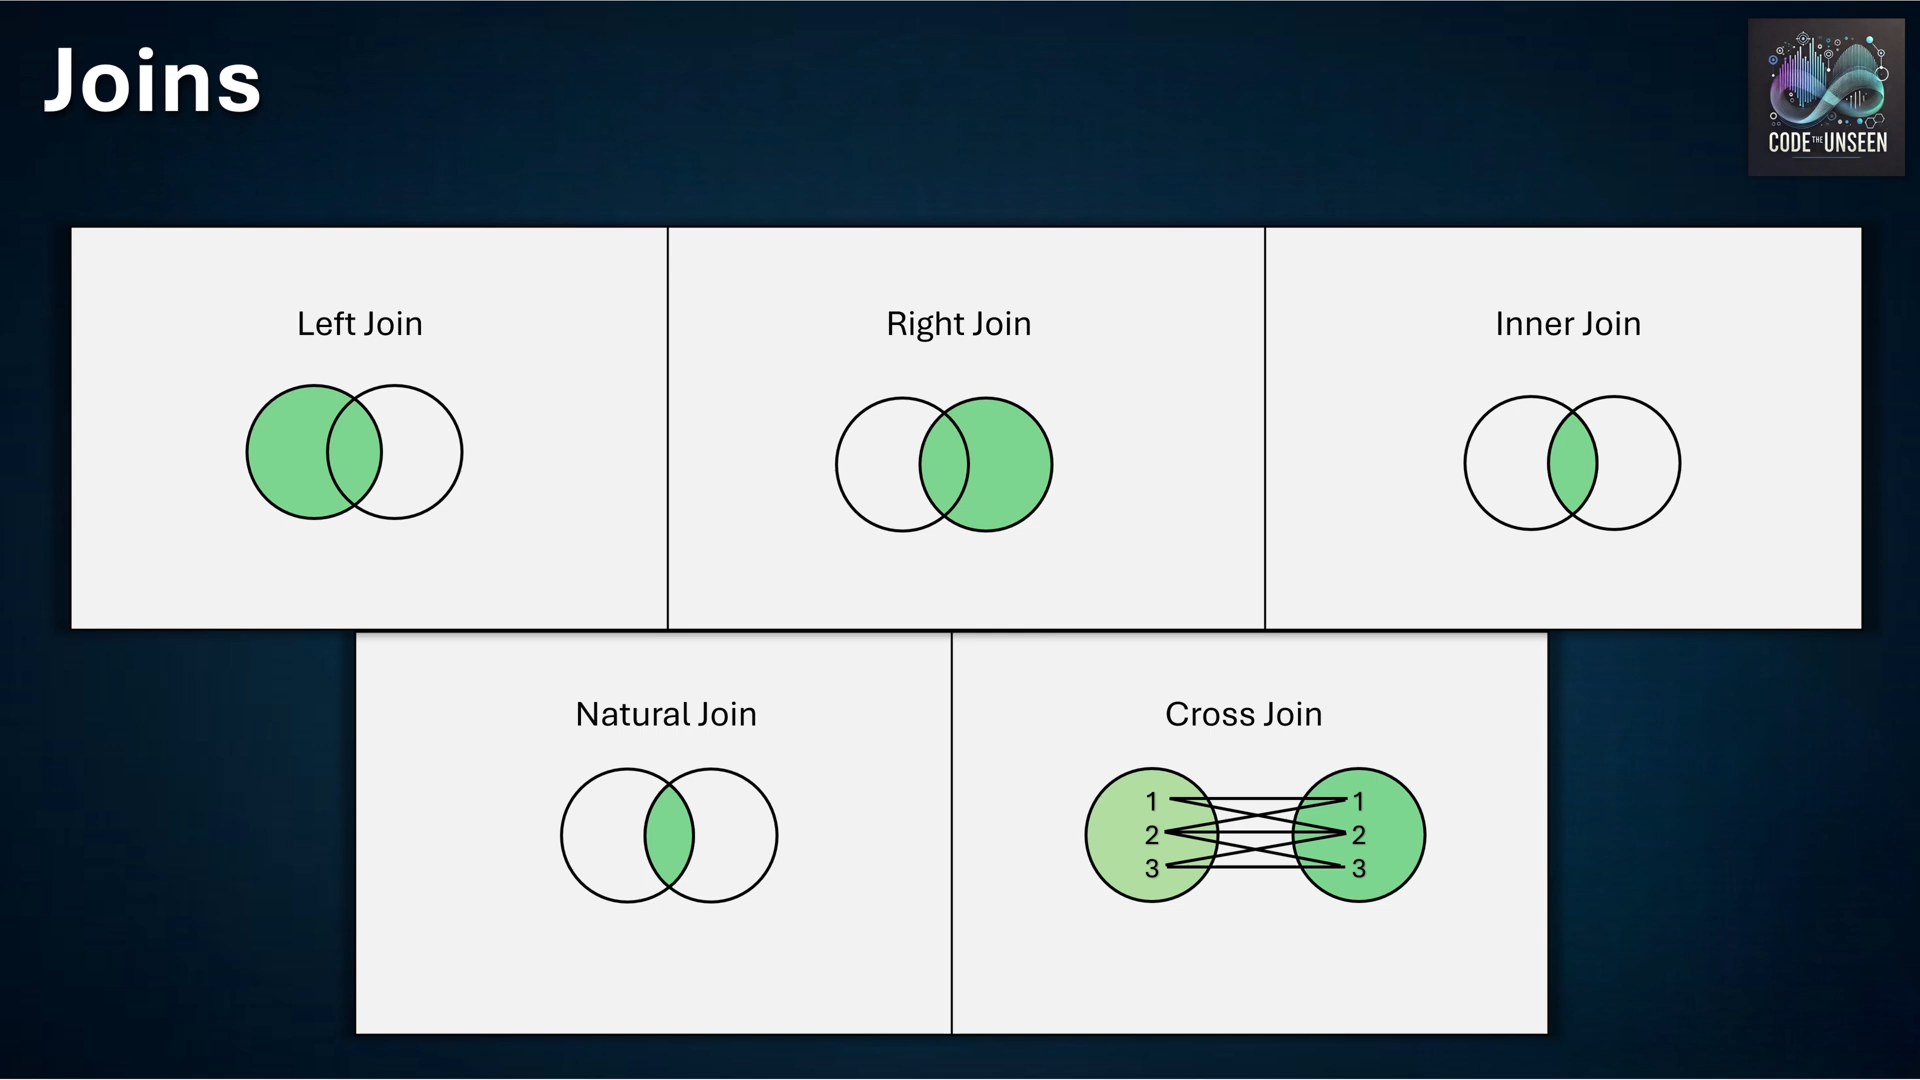 Joins
CODE THE UNSEEN
Left Join
Right Join
Inner Join
Natural Join
Cross Join
1 1
2 2
3 3